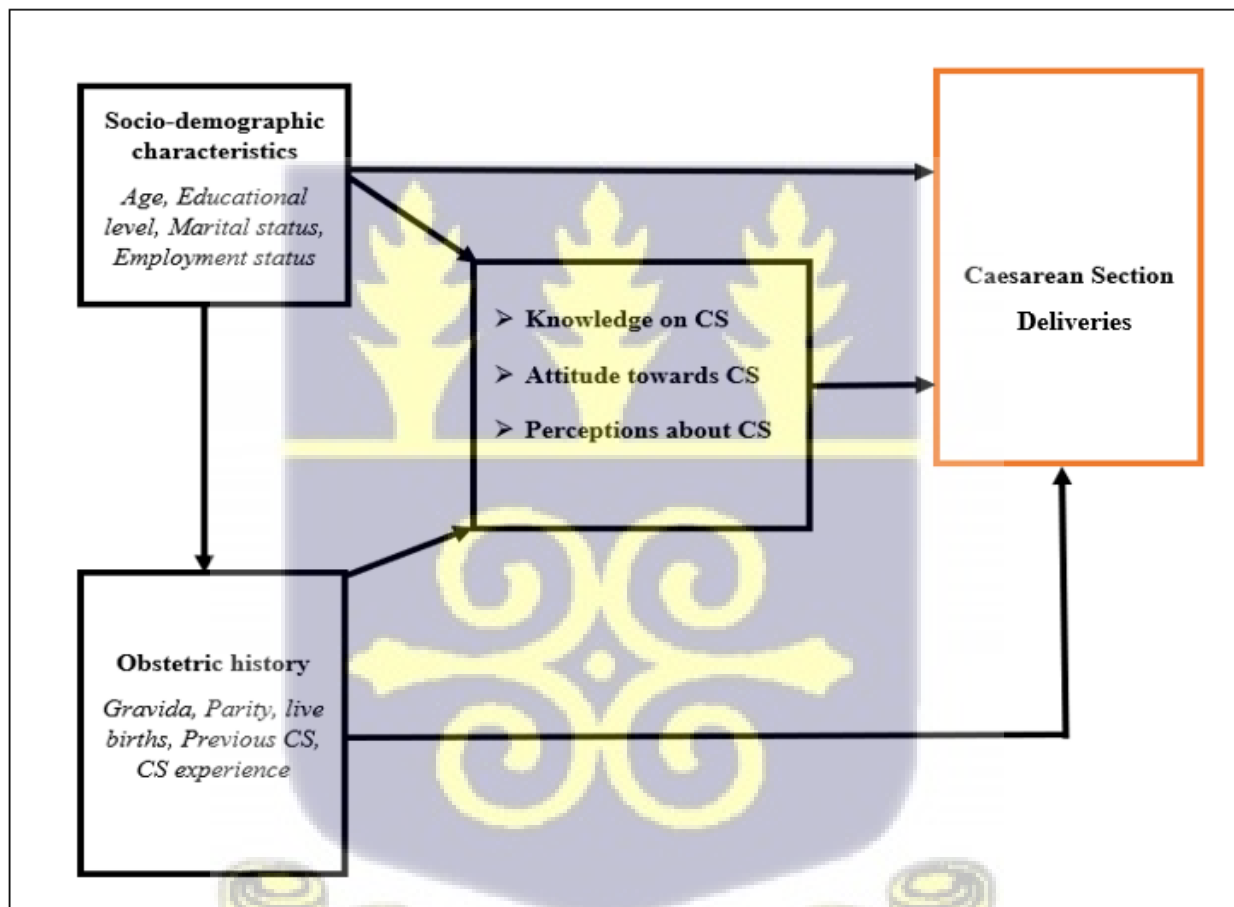 Socio-demographic
characteristics
Age, Educational
level, Marital status,
Employment status
➢ Knowledge on CS
➢ Attitude towards CS
➢ Perceptions about CS
Caesarean Section
Deliveries
Obstetric history
Gravida, Parity, live
births, Previous CS,
CS experience